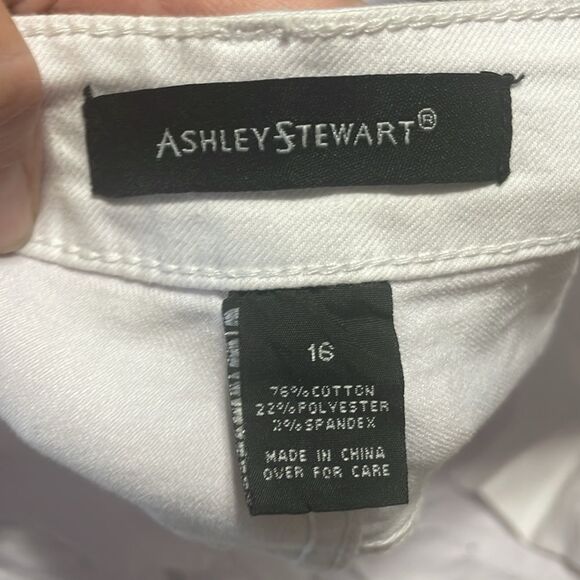 ASHLEY STEWART®
16
76% COTTON
22% POLYESTER
2% SPANDEX
MADE IN CHINA
OVER FOR CARE